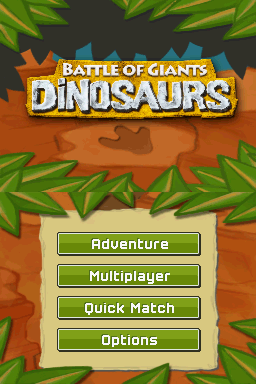 BATTLE OF GIANTS
DiNOSAURS
Adventure
Multiplayer
Quick Match
Options